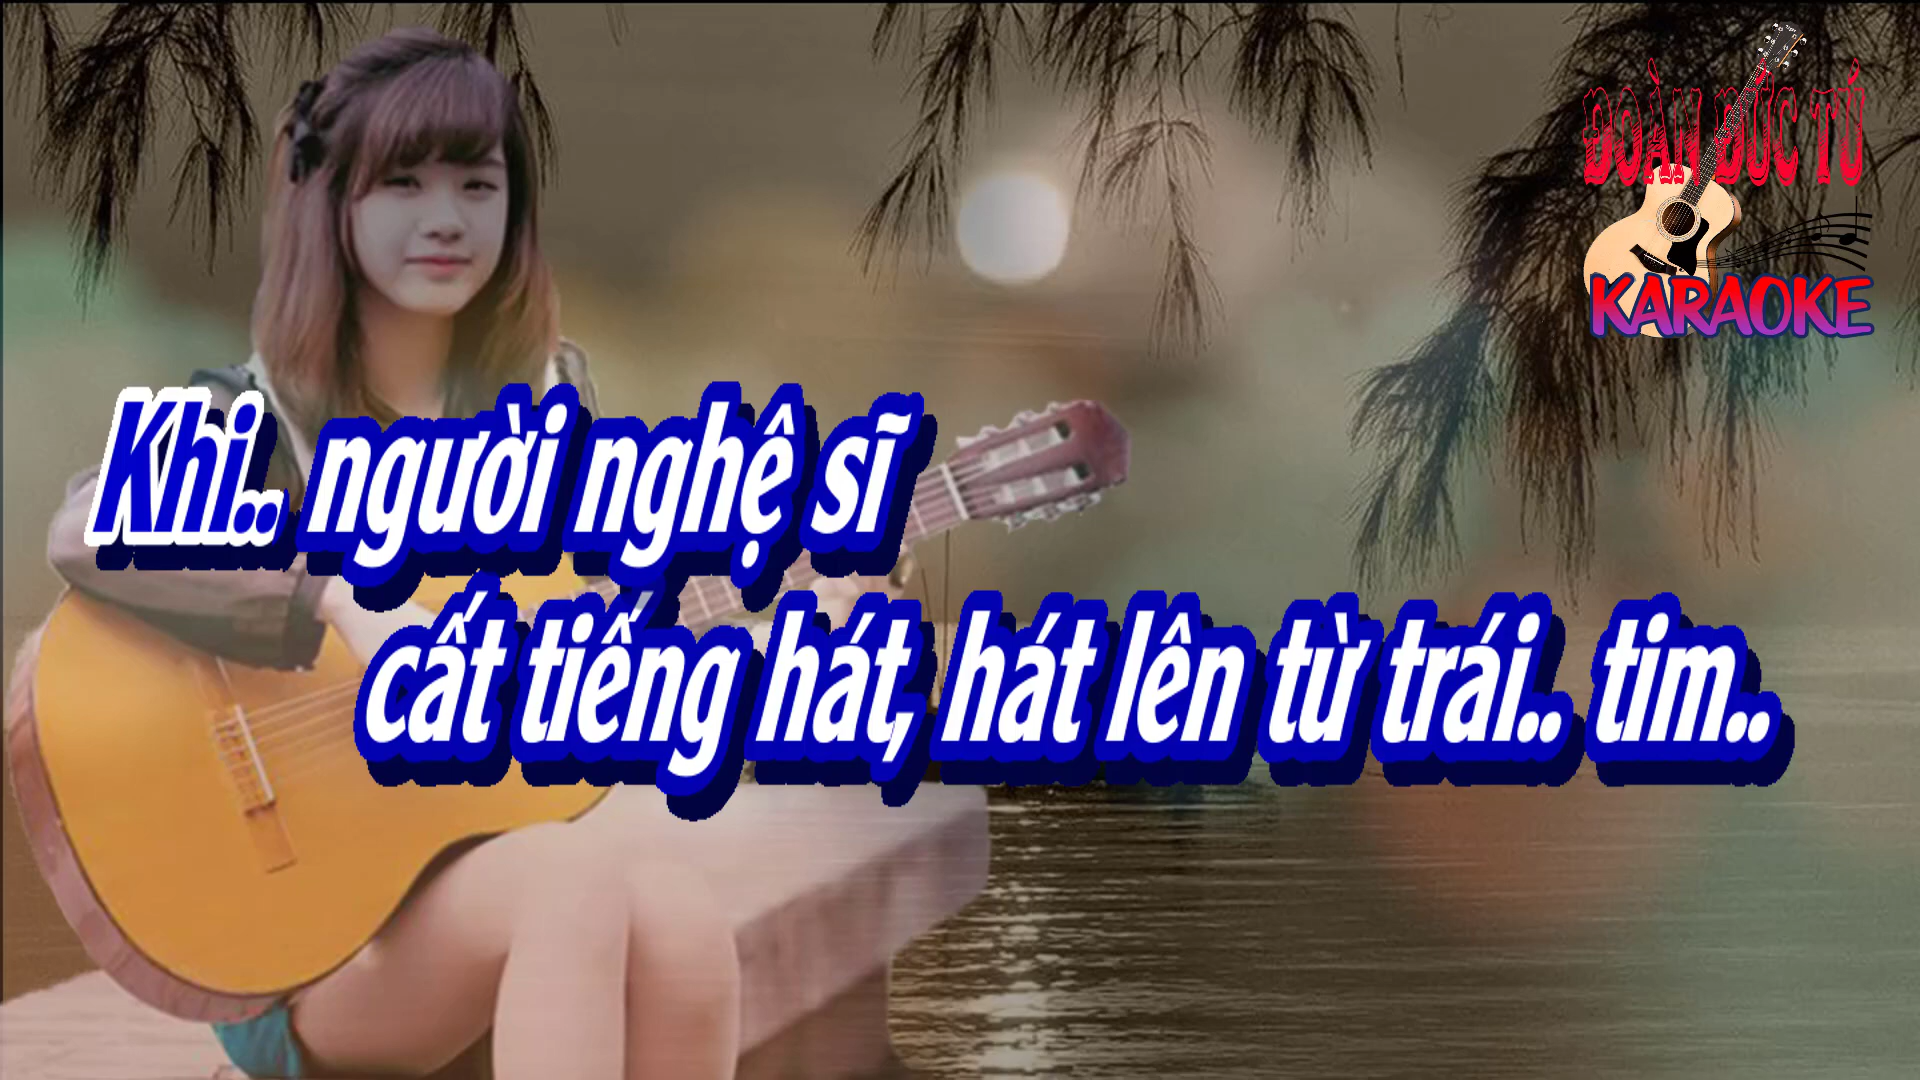 ĐOÀN ĐỨC TÚ
KARAOKE
Khi.. người nghệ sĩ
cất tiếng hát, hát lên từ trái.. tim..